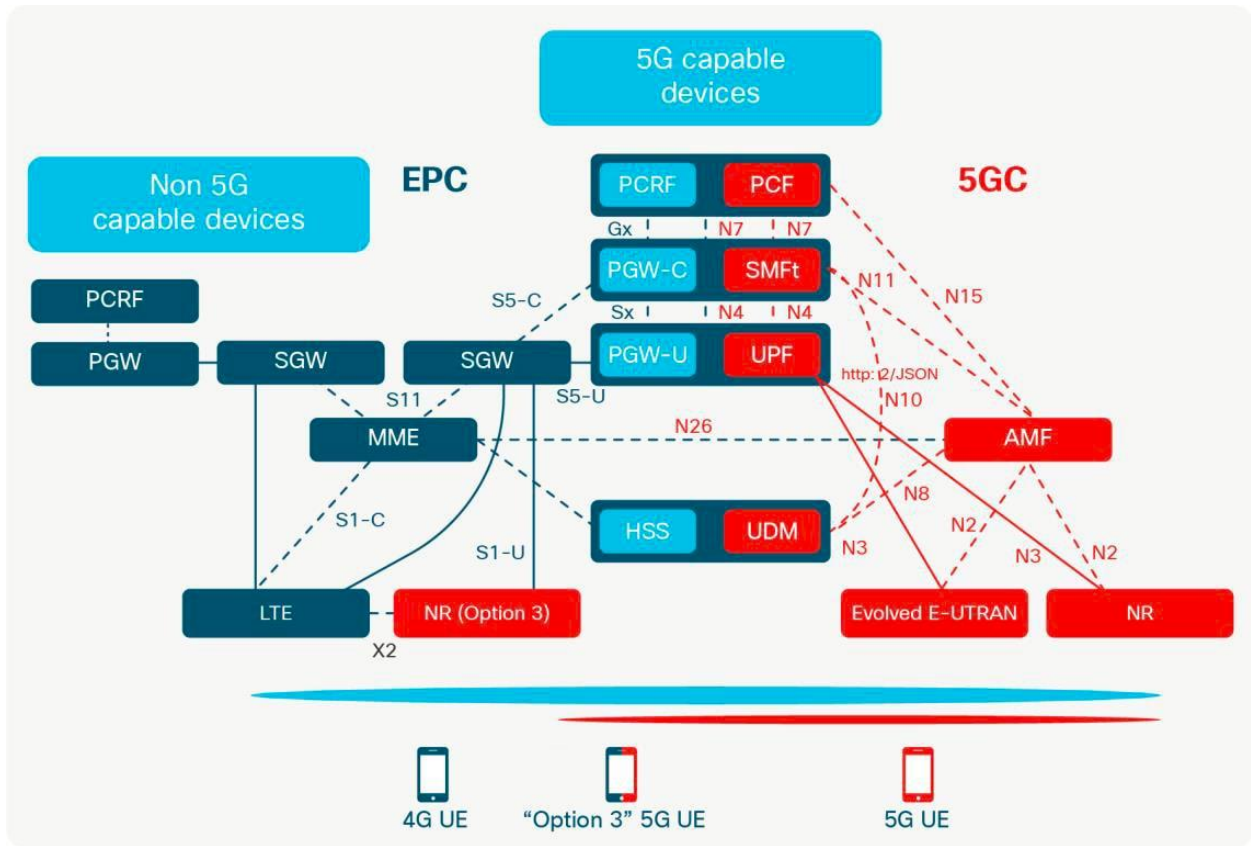 5G capable
devices
Non 5G
capable devices
EPC
5GC
PCRF
PCF
Gx
N7
N7
PCRF
PGW-C
SMFt
N11
N15
S5-C
Sx
N4
N4
PGW
SGW
SGW
PGW-U
UPF
S11
S5-U
http: 2/JSON
N10
MME
N26
AMF
N8
S1-C
HSS
UDM
N3
N2
S1-U
N3
N2
LTE
NR (Option 3)
Evolved E-UTRAN
NR
X2
4G UE
“Option 3” 5G UE
5G UE